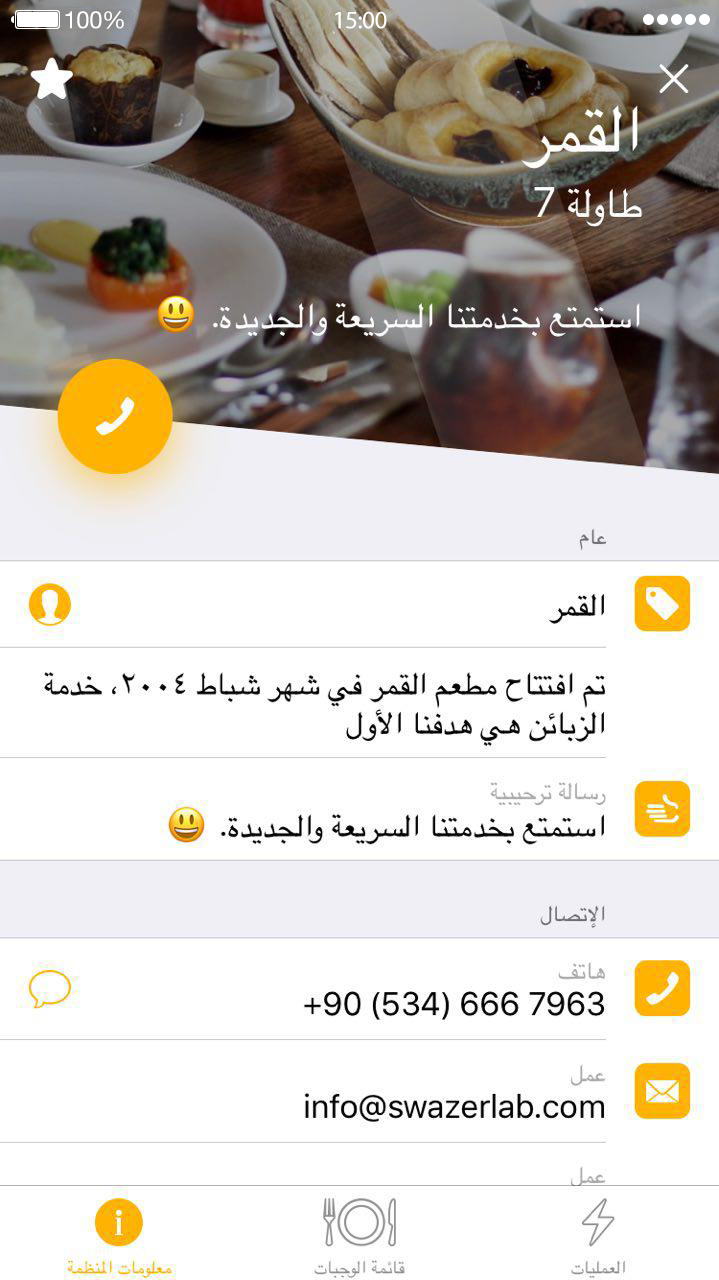 100% 15:00
القمر
طاولة 7
استمتع بخدمتنا السريعة والجديدة. 😃
عام
القمر
تم افتتاح مطعم القمر في شهر شباط ٢٠٠٤، خدمة
الزبائن هي هدفنا الأول
رسالة ترحيبية
استمتع بخدمتنا السريعة والجديدة. 😃
الإتصال
هاتف
+90 (534) 666 7963
عمل
info@swazerlab.com
عمل
العمليات
قائمة الوجبات
معلومات المنظمة